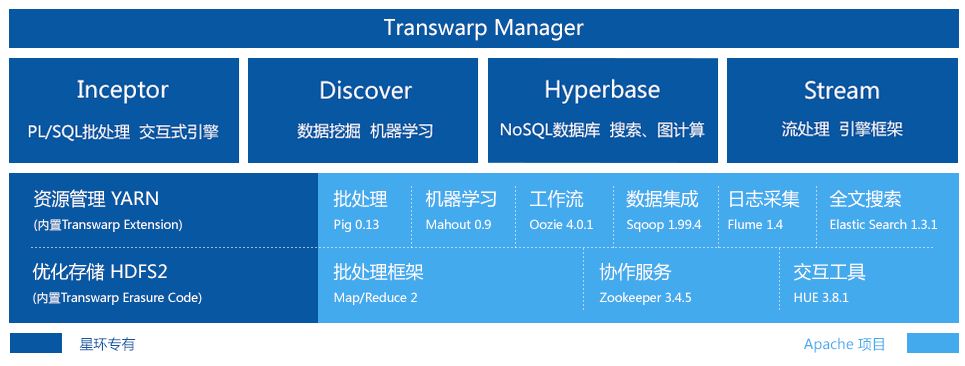 Transwarp Manager
Inceptor
PL/SQL批处理 交互式引擎
Discover
数据挖掘 机器学习
Hyperbase
NoSQL数据库 搜索、图计算
Stream
流处理 引擎框架
资源管理 YARN
(内置Transwarp Extension)
批处理
Pig 0.13
机器学习
Mahout 0.9
工作流
Oozie 4.0.1
数据集成
Sqoop 1.99.4
日志采集
Flume 1.4
全文搜索
Elastic Search 1.3.1
优化存储 HDFS2
(内置Transwarp Erasure Code)
批处理框架
Map/Reduce 2
协作服务
Zookeeper 3.4.5
交互工具
HUE 3.8.1
星环专有
Apache 项目